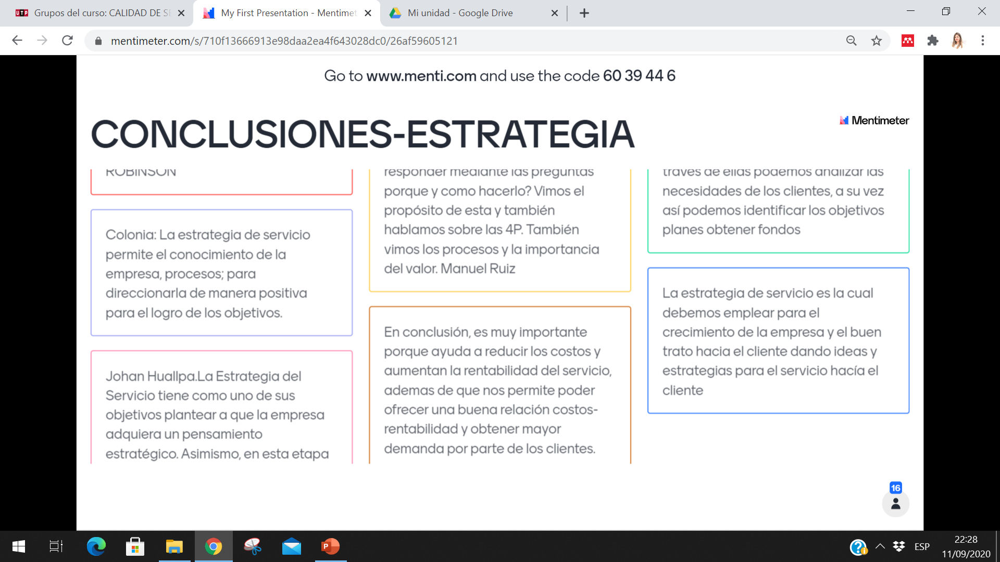 Grupos del curso: CALIDAD DE SE
My First Presentation - Mentimet
Mi unidad - Google Drive
mentimeter.com/s/710f13666913e98daa2ea4f643028dc0/26af59605121
Go to www.menti.com and use the code 60 39 44 6
CONCLUSIONES-ESTRATEGIA
Mentimeter
ROBINSON
Colonia: La estrategia de servicio
permite el conocimiento de la
empresa, procesos; para
direccionarla de manera positiva
para el logro de los objetivos.
Johan Huallpa.La Estrategia del
Servicio tiene como uno de sus
objetivos plantear a que la empresa
adquiera un pensamiento
estratégico. Asimismo, en esta etapa
responder mediante las preguntas
porque y como hacerlo? Vimos el
propósito de esta y también
hablamos sobre las 4P. También
vimos los procesos y la importancia
del valor. Manuel Ruiz
En conclusión, es muy importante
porque ayuda a reducir los costos y
aumentan la rentabilidad del servicio,
ademas de que nos permite poder
ofrecer una buena relación costos-
rentabilidad y obtener mayor
demanda por parte de los clientes.
través de ellas podemos analizar las
necesidades de los clientes, a su vez
así podemos identificar los objetivos
planes obtener fondos
La estrategia de servicio es la cual
debemos emplear para el
crecimiento de la empresa y el buen
trato hacia el cliente dando ideas y
estrategias para el servicio hacía el
cliente
16
ESP
22:28
11/09/2020